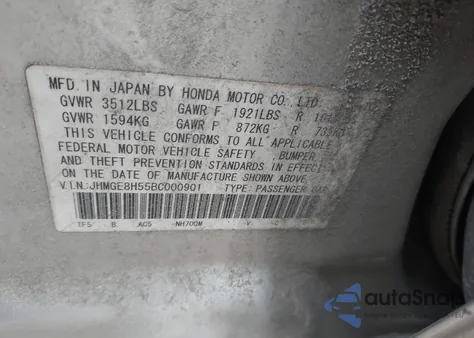 MFD. IN JAPAN BY HONDA MOTOR CO., LTD.
GVWR 3512LBS GAWR F 1921LBS R
GVWR 1594KG GAWR F 872KG R
THIS VEHICLE CONFORMS TO ALL APPLICABLE
FEDERAL MOTOR VEHICLE SAFETY, BUMPER,
AND THEFT PREVENTION STANDARDS IN EFFECT
ON THE DATE OF MANUFACTURE SHOWN ABOVE.
V.I.N.: JHMGE8H55BC000901 TYPE: PASSENGER CAR
TF5 B AC5 NH700M V C
autoSnap